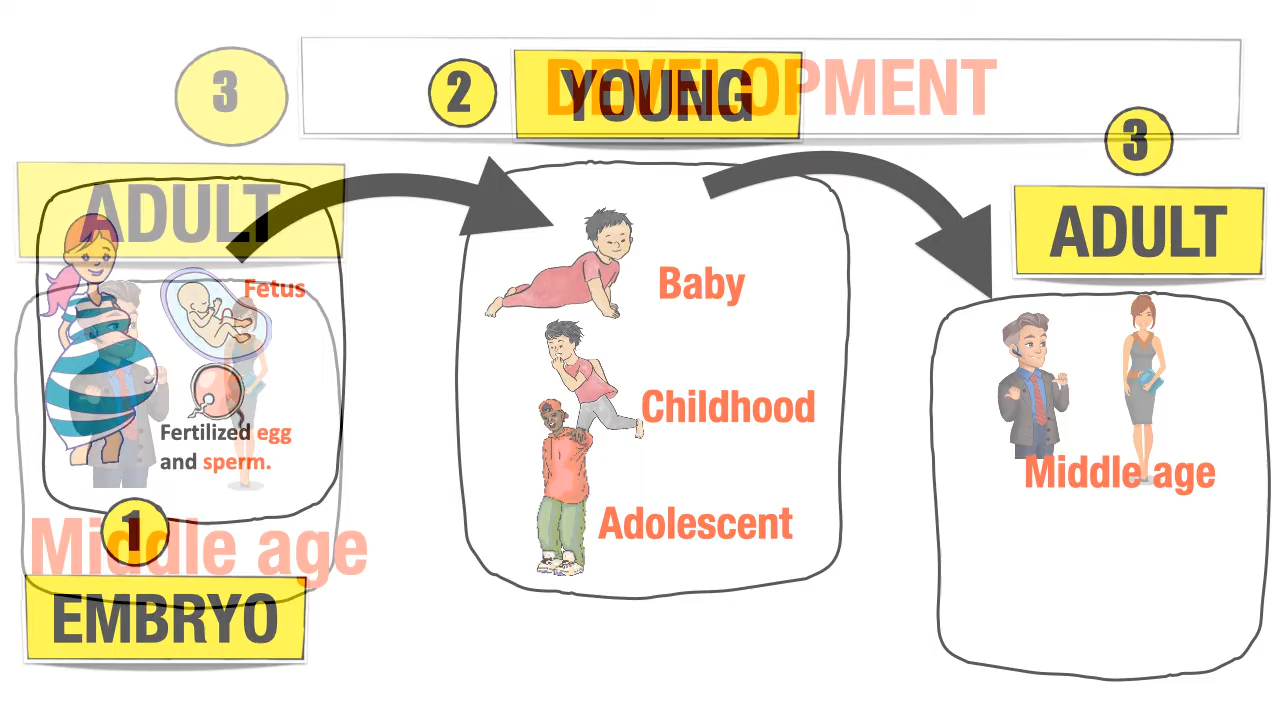 3
DEVELOPMENT
2
YOUNG
3
ADULT
ADULT
Fetus
Fertilized egg
and sperm.
1
Middle age
EMBRYO
Baby
Childhood
Adolescent
Middle age